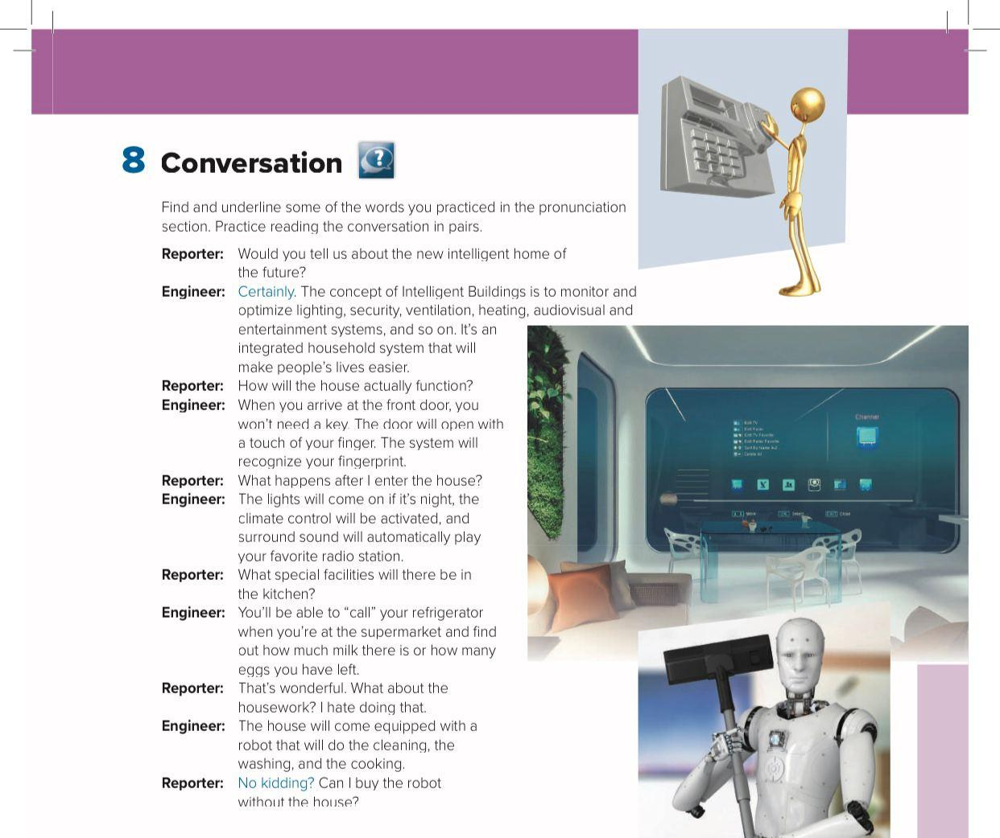 8 Conversation
Find and underline some of the words you practiced in the pronunciation
section. Practice reading the conversation in pairs.
Reporter: Would you tell us about the new intelligent home of
the future?
Engineer: Certainly. The concept of Intelligent Buildings is to monitor and
optimize lighting, security, ventilation, heating, audiovisual and
entertainment systems, and so on. It's an
integrated household system that will
make people's lives easier.
Reporter: How will the house actually function?
Engineer: When you arrive at the front door, you
won't need a key. The door will open with
a touch of your finger. The system will
recognize your fingerprint.
Reporter: What happens after I enter the house?
Engineer: The lights will come on if it's night, the
climate control will be activated, and
surround sound will automatically play
your favorite radio station.
Reporter: What special facilities will there be in
the kitchen?
Engineer: You'll be able to “call” your refrigerator
when you're at the supermarket and find
out how much milk there is or how many
eggs you have left.
Reporter: That's wonderful. What about the
housework? I hate doing that.
Engineer: The house will come equipped with a
robot that will do the cleaning, the
washing, and the cooking.
Reporter: No kidding? Can I buy the robot
without the house?
Channel
Edit TV
Edit TV Favorite
Delete All
Move
Select
EXIT Close